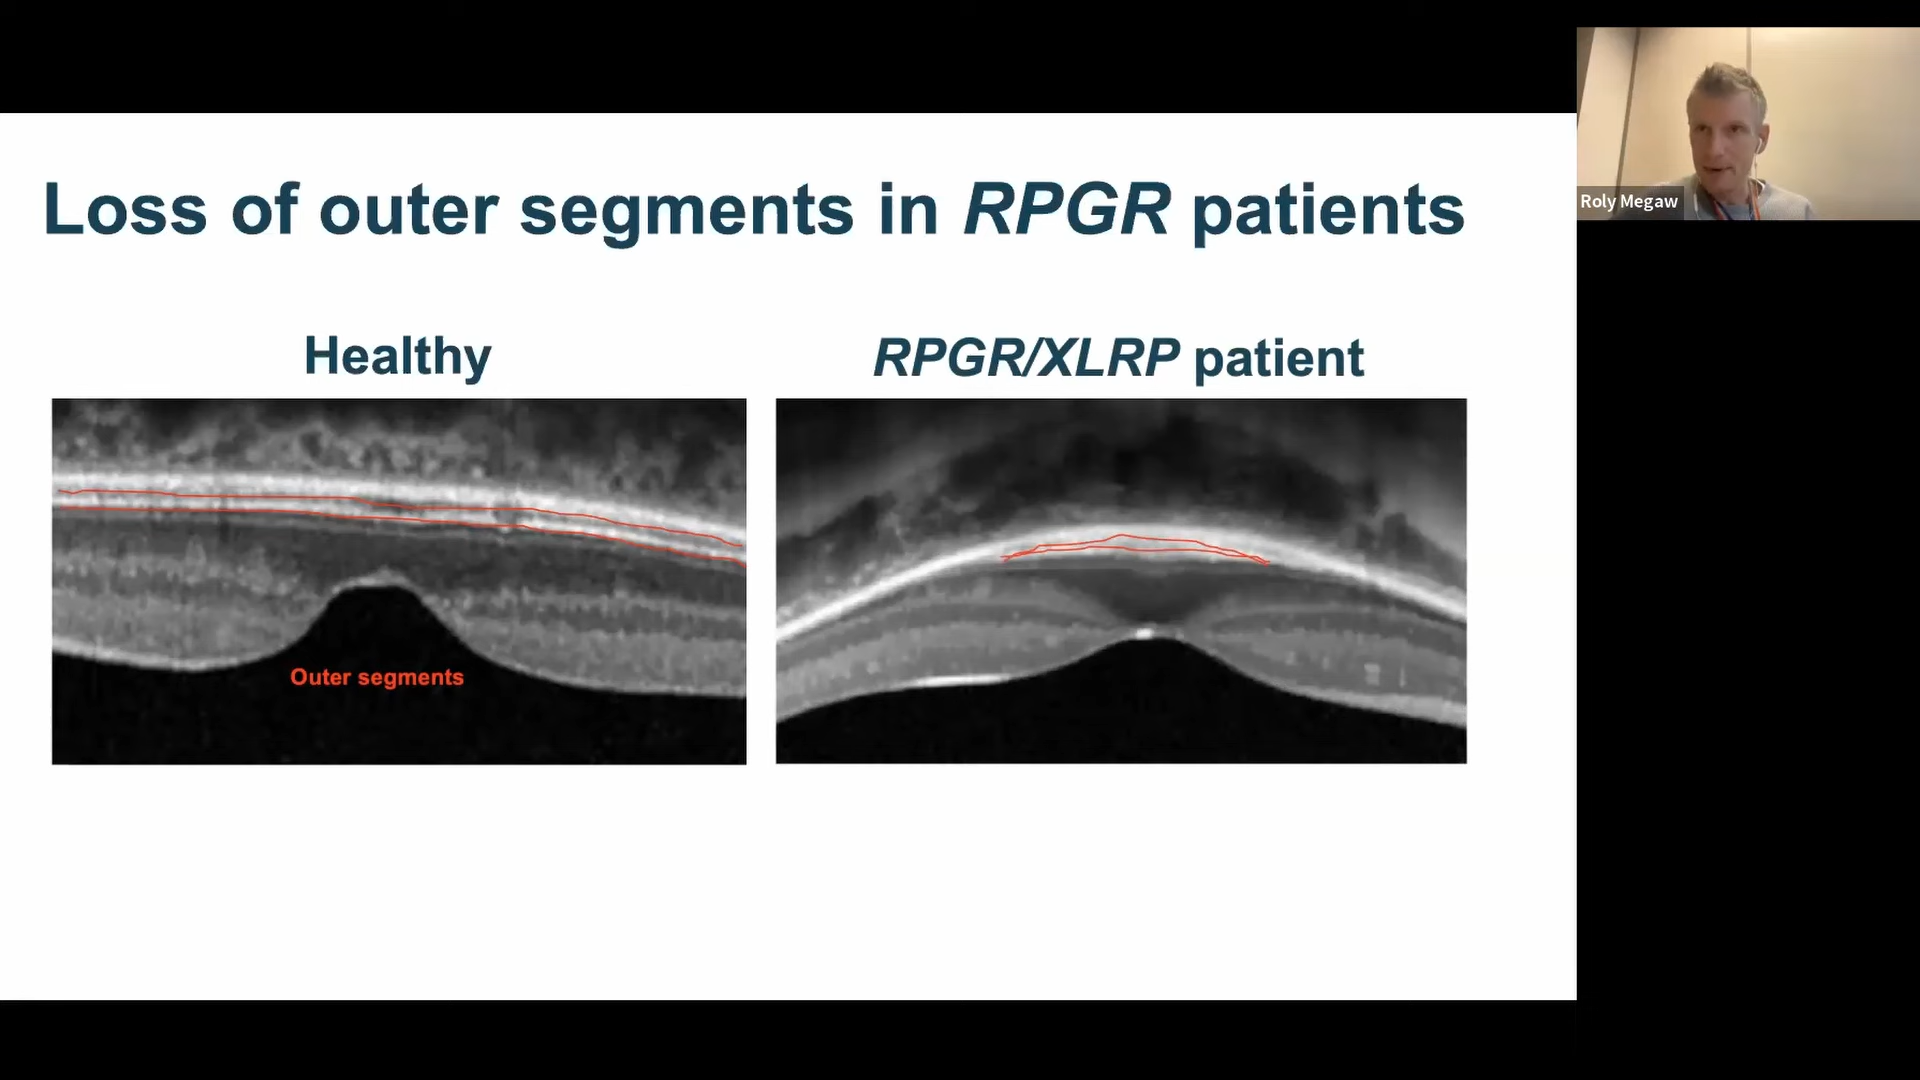 Loss of outer segments in RPGR patients
Roly Megaw
Healthy
RPGR/XLRP patient
Outer segments